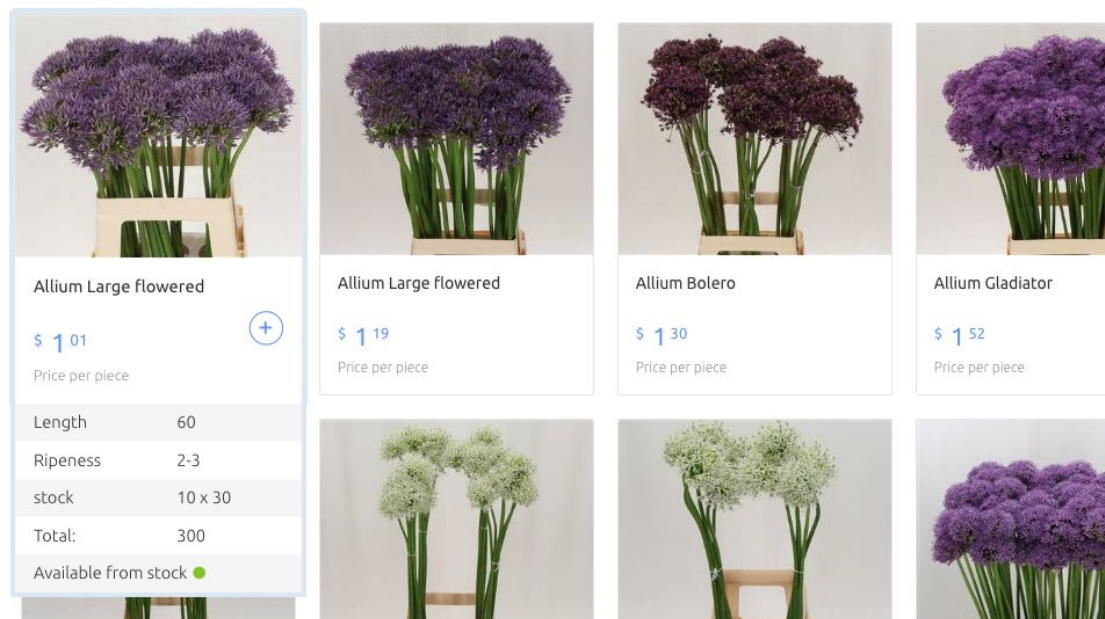 Allium Large flowered
$ 1 01
Price per piece
Length 60
Ripeness 2-3
stock 10 x 30
Total: 300
Available from stock
Allium Large flowered
$ 1 19
Price per piece
Allium Bolero
$ 1 30
Price per piece
Allium Gladiator
$ 1 52
Price per piece